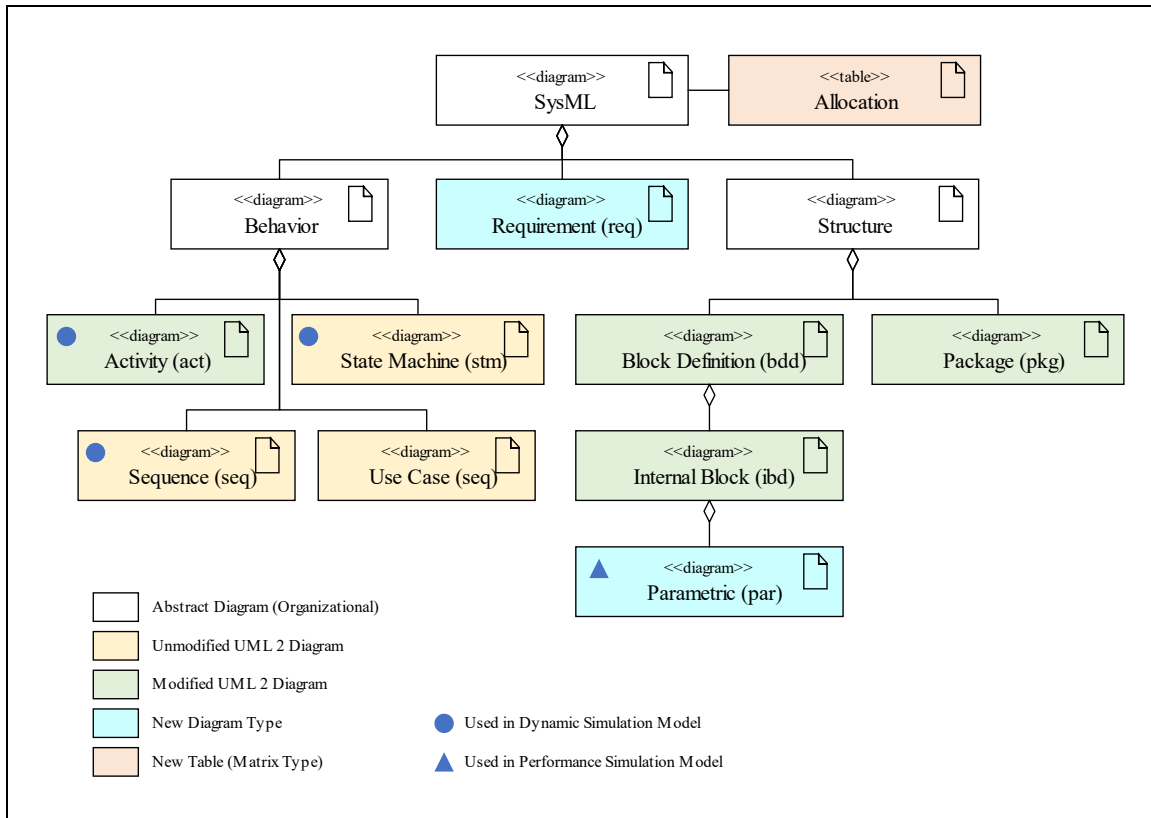 <<diagram>>
SysML
<<table>>
Allocation
<<diagram>>
Behavior
<<diagram>>
Requirement (req)
<<diagram>>
Structure
<<diagram>>
Activity (act)
<<diagram>>
State Machine (stm)
<<diagram>>
Block Definition (bdd)
<<diagram>>
Package (pkg)
<<diagram>>
Sequence (seq)
<<diagram>>
Use Case (seq)
<<diagram>>
Internal Block (ibd)
<<diagram>>
Parametric (par)
Abstract Diagram (Organizational)
Unmodified UML 2 Diagram
Modified UML 2 Diagram
New Diagram Type
New Table (Matrix Type)
Used in Dynamic Simulation Model
Used in Performance Simulation Model